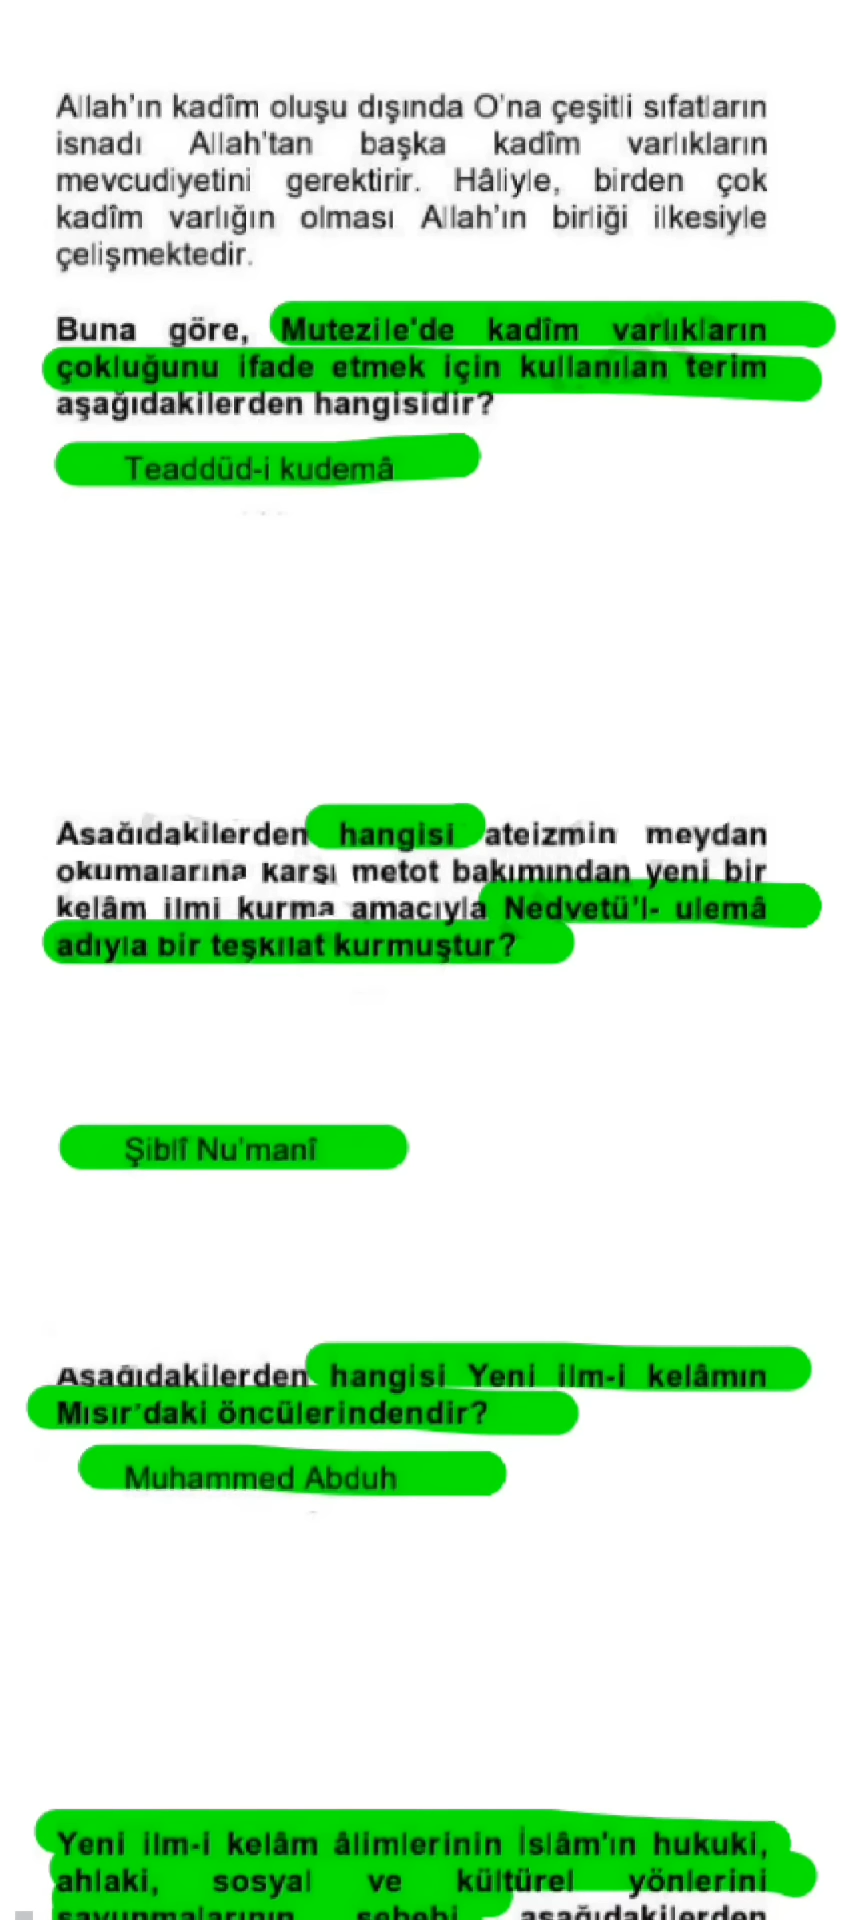 Allah'ın kadîm oluşu dışında O'na çeşitli sıfatların
isnadı Allah'tan başka kadîm varlıkların
mevcudiyetini gerektirir. Hâliyle, birden çok
kadîm varlığın olması Allah'ın birliği ilkesiyle
çelişmektedir.
Buna göre, Mutezile'de kadîm varlıkların
çokluğunu ifade etmek için kullanılan terim
aşağıdakilerden hangisidir?
Teaddüd-i kudemâ
Aşağıdakilerden hangisi ateizmin meydan
okumalarına karşı metot bakımından yeni bir
kelâm ilmi kurma amacıyla Nedvetü'l- ulemâ
adıyla bir teşkilat kurmuştur?
Şiblî Nu'manî
Aşağıdakilerden hangisi Yeni ilm-i kelâmın
Mısır'daki öncülerindendir?
Muhammed Abduh
Yeni ilm-i kelâm âlimlerinin İslâm'ın hukuki,
ahlaki, sosyal ve kültürel yönlerini
savunmalarının sebebi aşağıdakilerden